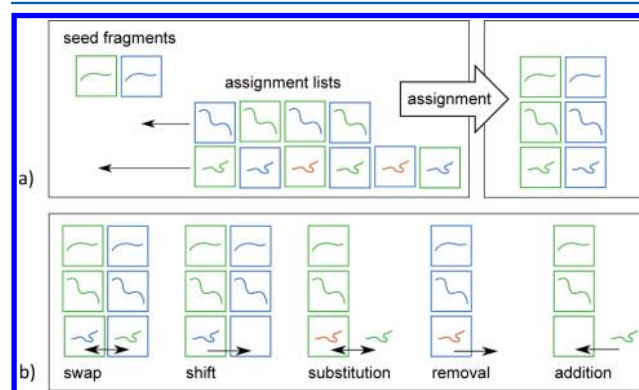 seed fragments
assignment lists
assignment
a)
b)
swap shift substitution removal addition